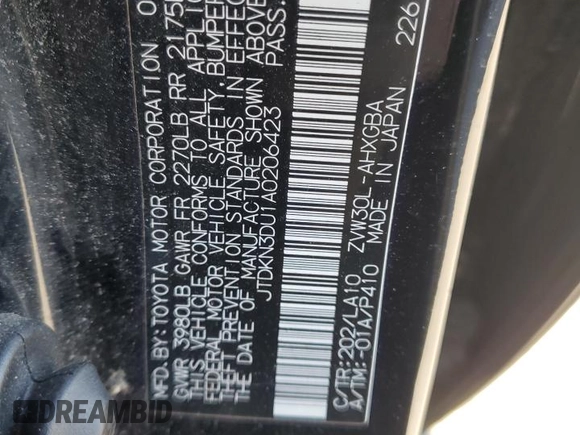 MFD. BY: TOYOTA MOTOR CORPORATION 0
GVWR 3980LB GAWR FR 2270LB RR 2175
THIS VEHICLE CONFORMS TO ALL APPLIC
FEDERAL MOTOR VEHICLE SAFETY, BUMPER
THEFT PREVENTION STANDARDS IN EFFEC
THE DATE OF MANUFACTURE SHOWN ABOVE
JTDKN3DU1A0206423 PASS.
C/TR:202/LA10 ZVW30L-AHXGBA
A/TM:-01A/P410 MADE IN JAPAN 226
DREAMBID